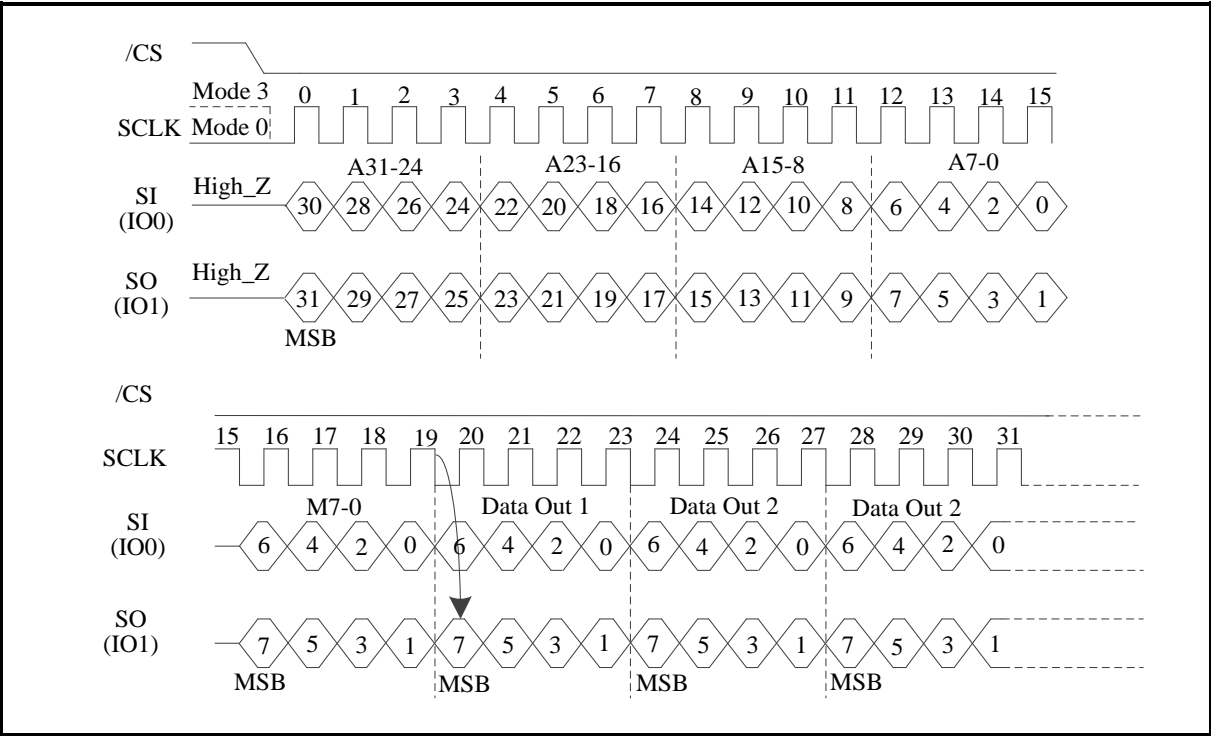 /CS
Mode 3 0 1 2 3 4 5 6 7 8 9 10 11 12 13 14 15
SCLK Mode 0
A31-24 A23-16 A15-8 A7-0
SI (IO0) High_Z 30 28 26 24 22 20 18 16 14 12 10 8 6 4 2 0
SO (IO1) High_Z 31 29 27 25 23 21 19 17 15 13 11 9 7 5 3 1
MSB
/CS
15 16 17 18 19 20 21 22 23 24 25 26 27 28 29 30 31
SCLK
M7-0 Data Out 1 Data Out 2 Data Out 2
SI (IO0) 6 4 2 0 6 4 2 0 6 4 2 0 6 4 2 0
SO (IO1) 7 5 3 1 7 5 3 1 7 5 3 1 7 5 3 1
MSB MSB MSB MSB